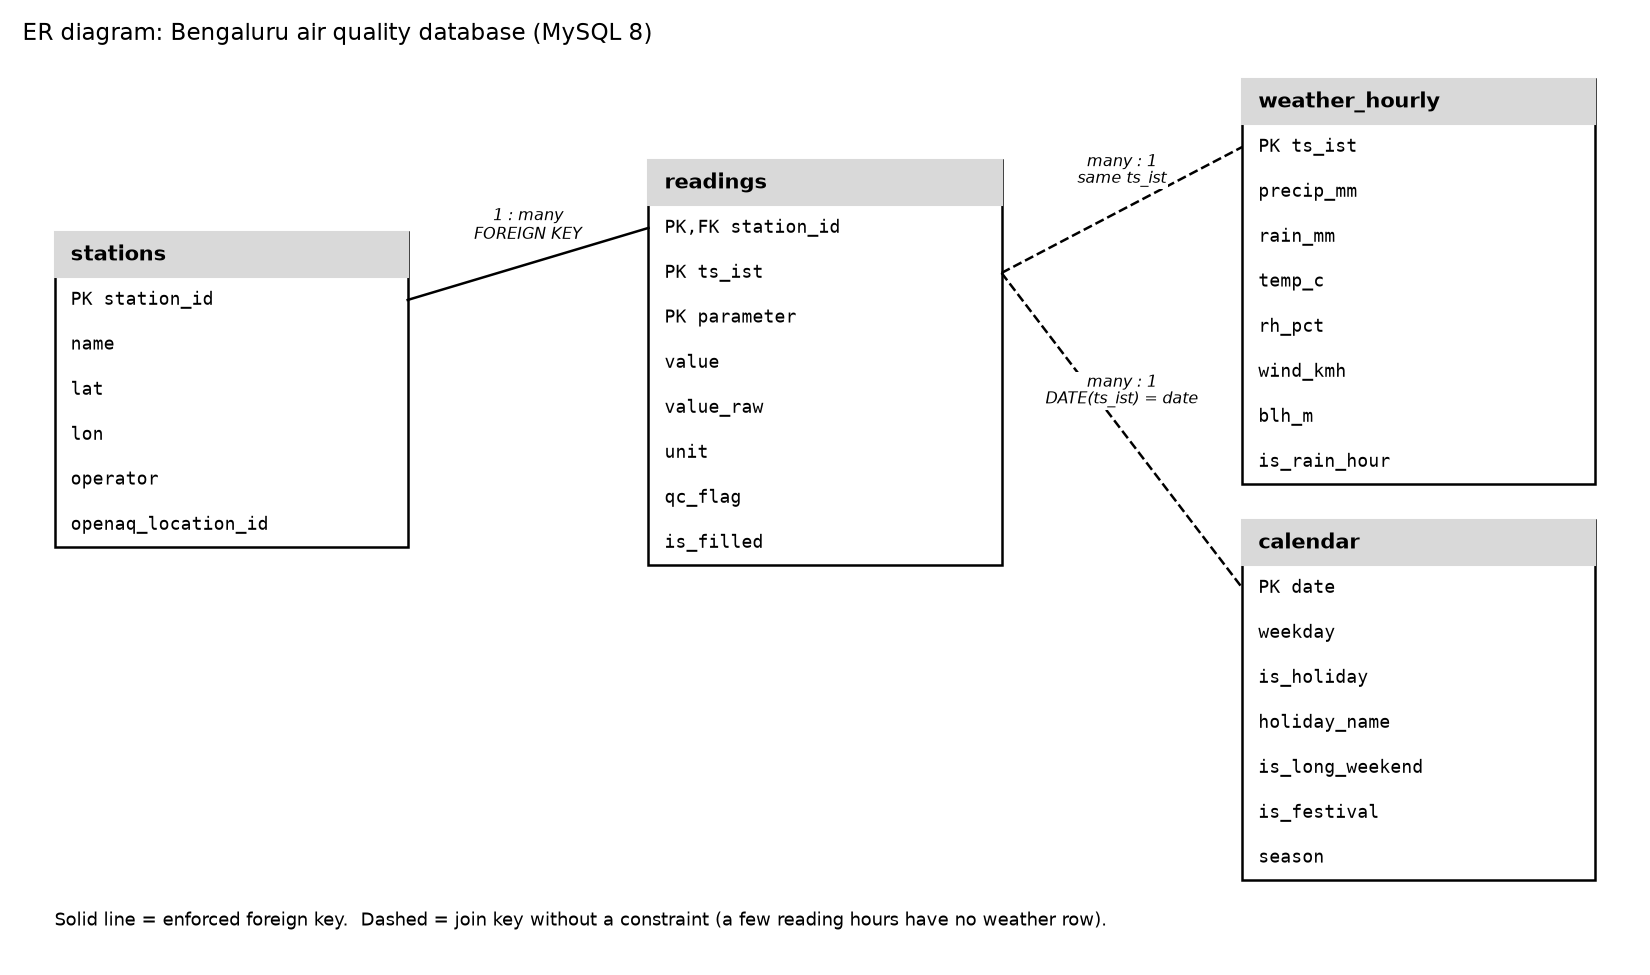 ER diagram: Bengaluru air quality database (MySQL 8)
stations
PK station_id
name
lat
lon
operator
openaq_location_id
1 : many
FOREIGN KEY
readings
PK,FK station_id
PK ts_ist
PK parameter
value
value_raw
unit
qc_flag
is_filled
many : 1
same ts_ist
many : 1
DATE(ts_ist) = date
weather_hourly
PK ts_ist
precip_mm
rain_mm
temp_c
rh_pct
wind_kmh
blh_m
is_rain_hour
calendar
PK date
weekday
is_holiday
holiday_name
is_long_weekend
is_festival
season
Solid line = enforced foreign key.  Dashed = join key without a constraint (a few reading hours have no weather row).